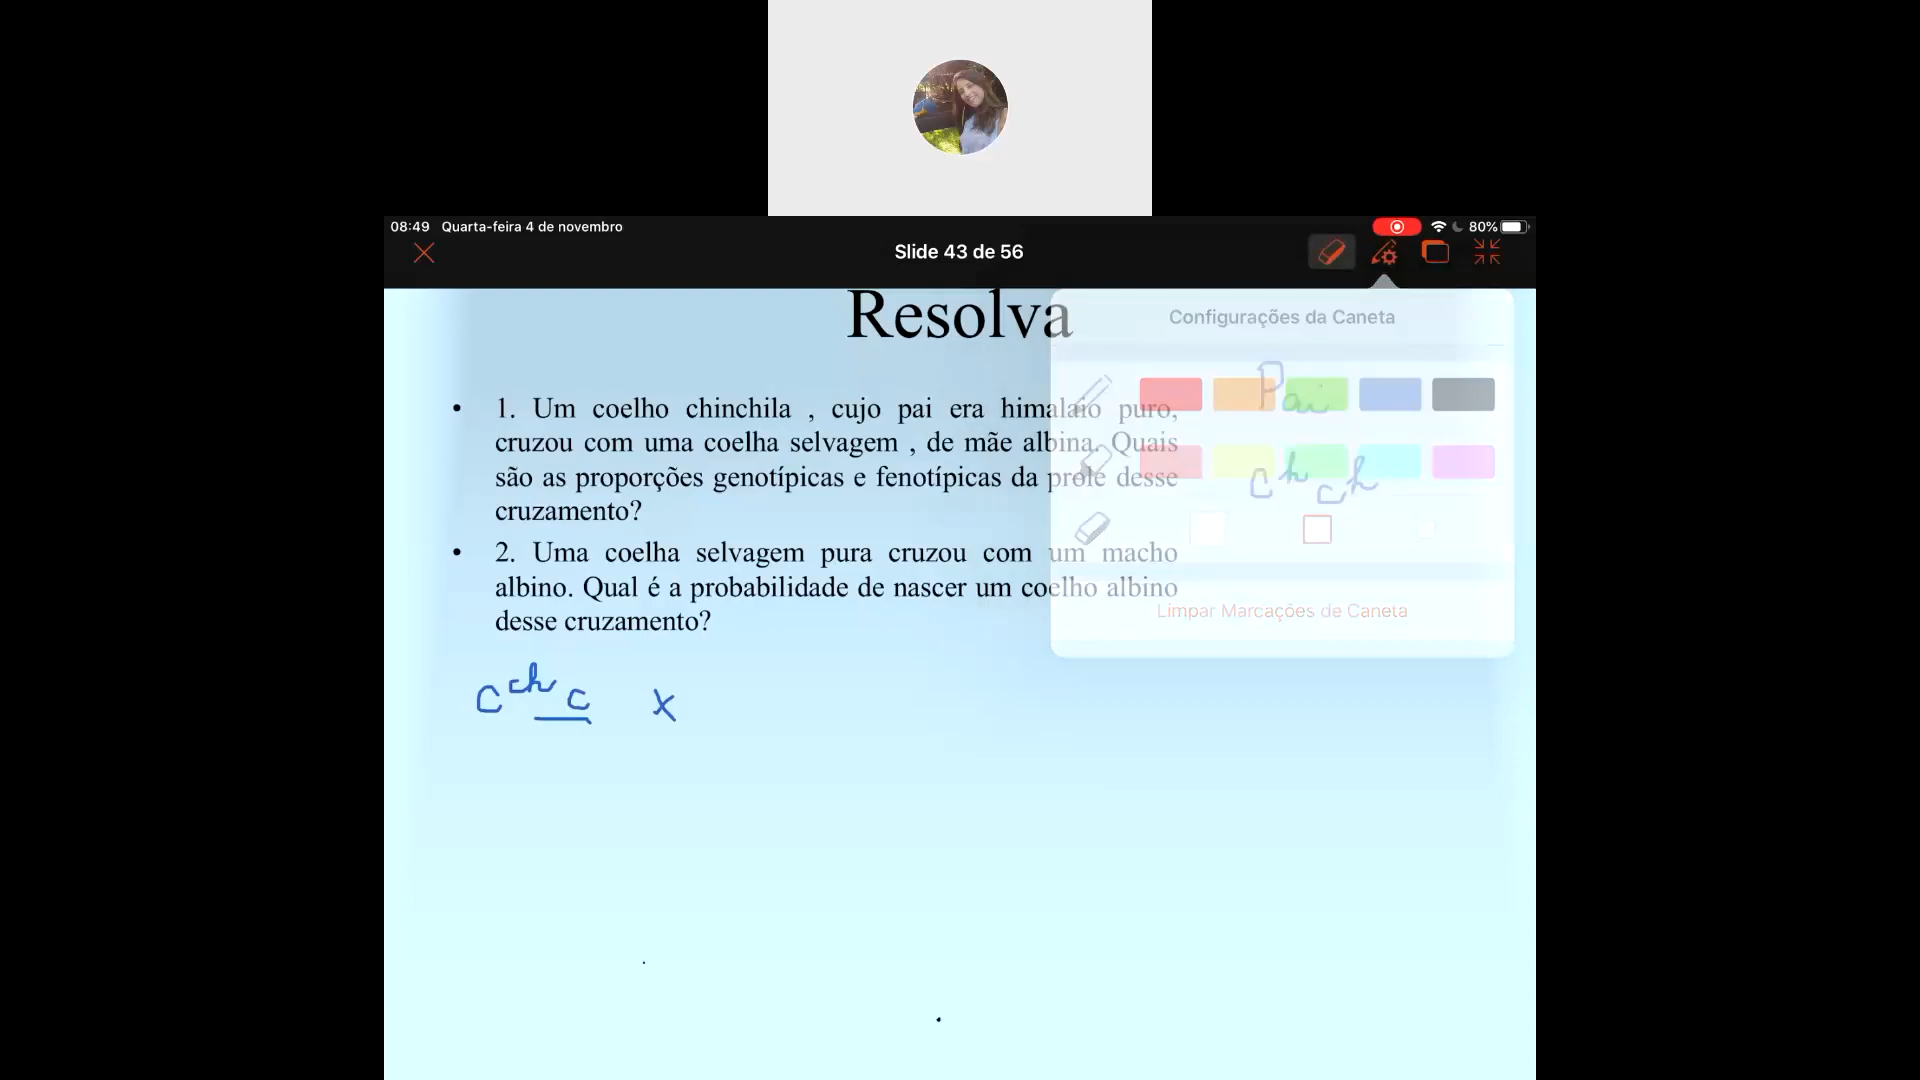 08:49 Quarta-feira 4 de novembro
80%
Slide 43 de 56
Resolva
Configurações da Caneta
Pai
• 1. Um coelho chinchila , cujo pai era himalaio puro,
cruzou com uma coelha selvagem , de mãe albina. Quais
são as proporções genotípicas e fenotípicas da prole desse
cruzamento?
C^h C^h
• 2. Uma coelha selvagem pura cruzou com um macho
albino. Qual é a probabilidade de nascer um coelho albino
desse cruzamento?
Limpar Marcações de Caneta
C^ch C x